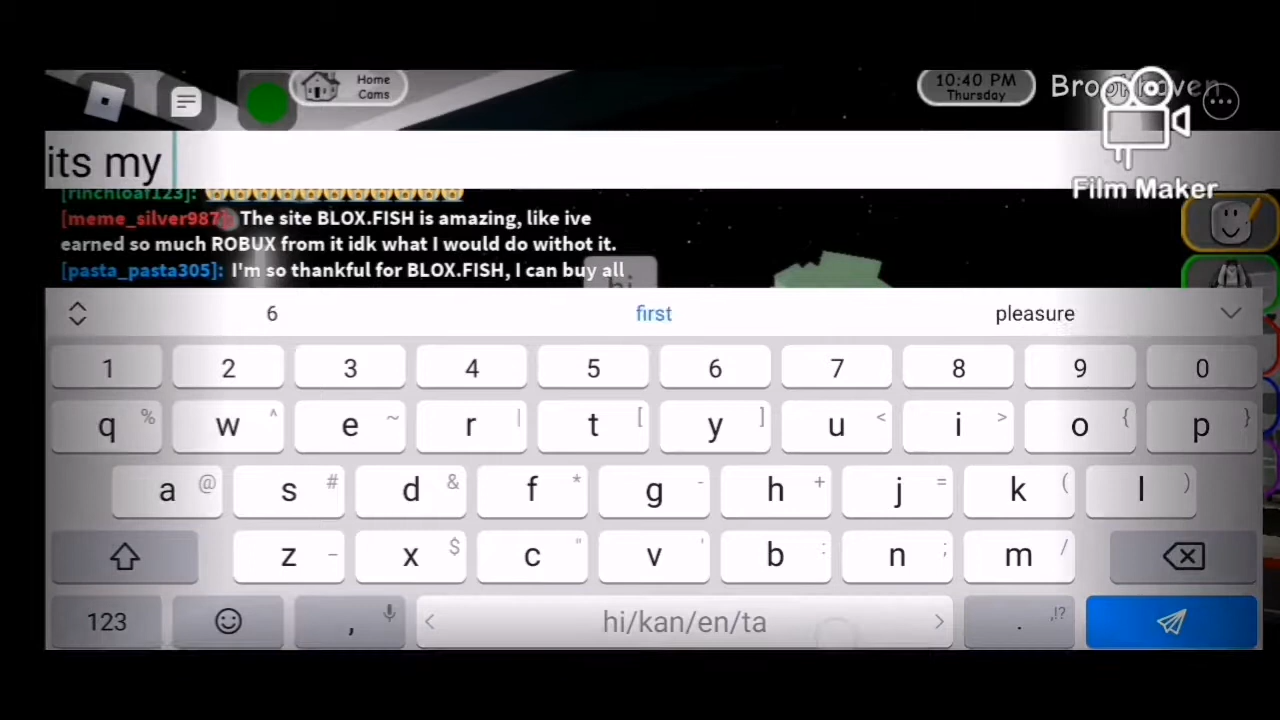 Home
Cams
10:40 PM
Thursday
Brookhaven
its my
Film Maker
[rinchloaf123]:
[meme_silver987]: The site BLOX.FISH is amazing, like ive
earned so much ROBUX from it idk what I would do withot it.
[pasta_pasta305]: I'm so thankful for BLOX.FISH, I can buy all
hi
6 first pleasure
1 2 3 4 5 6 7 8 9 0
q % w ^ e ~ r | t [ y ] u < i > o { p }
a @ s # d & f * g - h + j = k ( l )
z _ x $ c " v ' b : n ; m /
123 , < hi/kan/en/ta > . ,!?